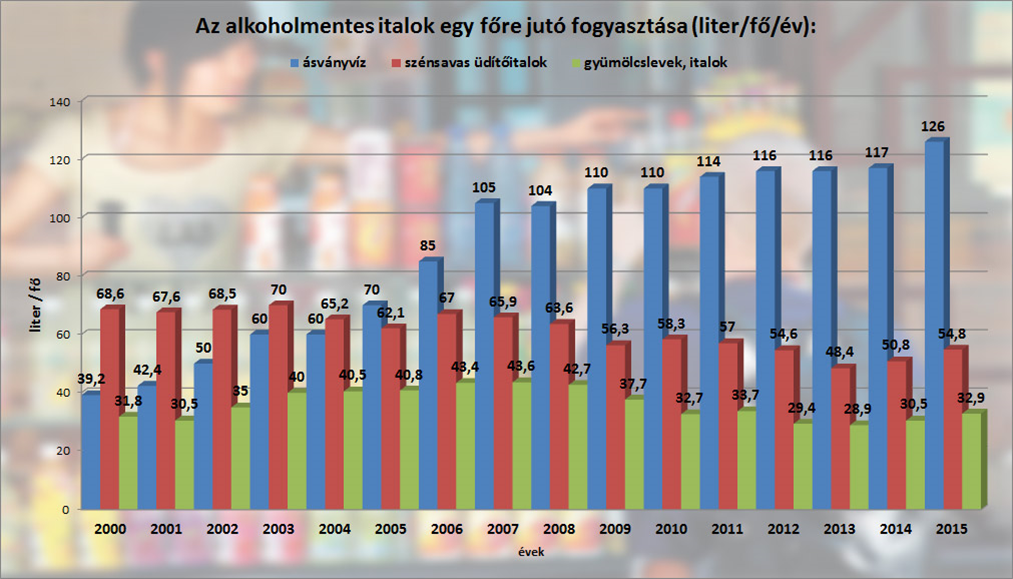 Az alkoholmentes italok egy főre jutó fogyasztása (liter/fő/év):
ásványvíz szénsavas üdítőitalok gyümölcslevek, italok
liter / fő
140
120
100
80
60
40
20
0
39,2 68,6 31,8
42,4 67,6 30,5
50 68,5 35
60 70 40
60 65,2 40,5
70 62,1 40,8
85 67 43,4
105 65,9 43,6
104 63,6 42,7
110 56,3 37,7
110 58,3 32,7
114 57 33,7
116 54,6 29,4
116 48,4 28,9
117 50,8 30,5
126 54,8 32,9
2000 2001 2002 2003 2004 2005 2006 2007 2008 2009 2010 2011 2012 2013 2014 2015
évek